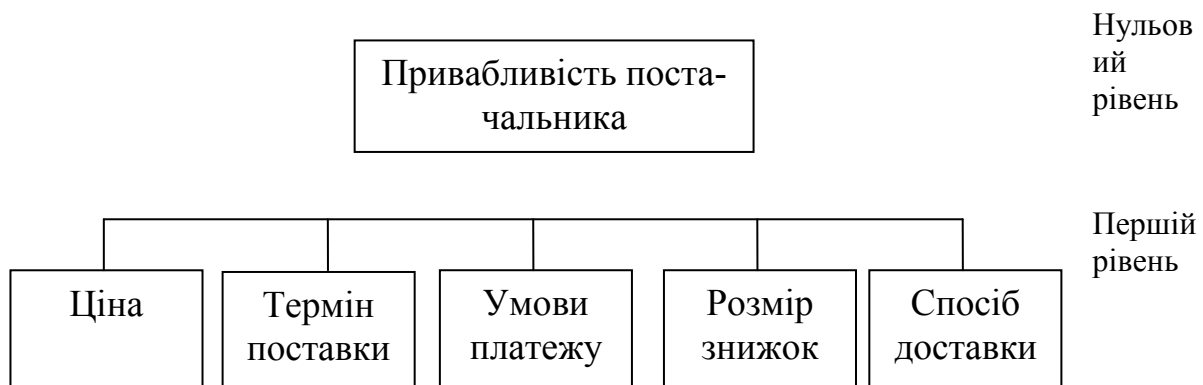 Нульов
ий
рівень
Привабливість поста-
чальника
Першій
рівень
Ціна
Термін
поставки
Умови
платежу
Розмір
знижок
Спосіб
доставки